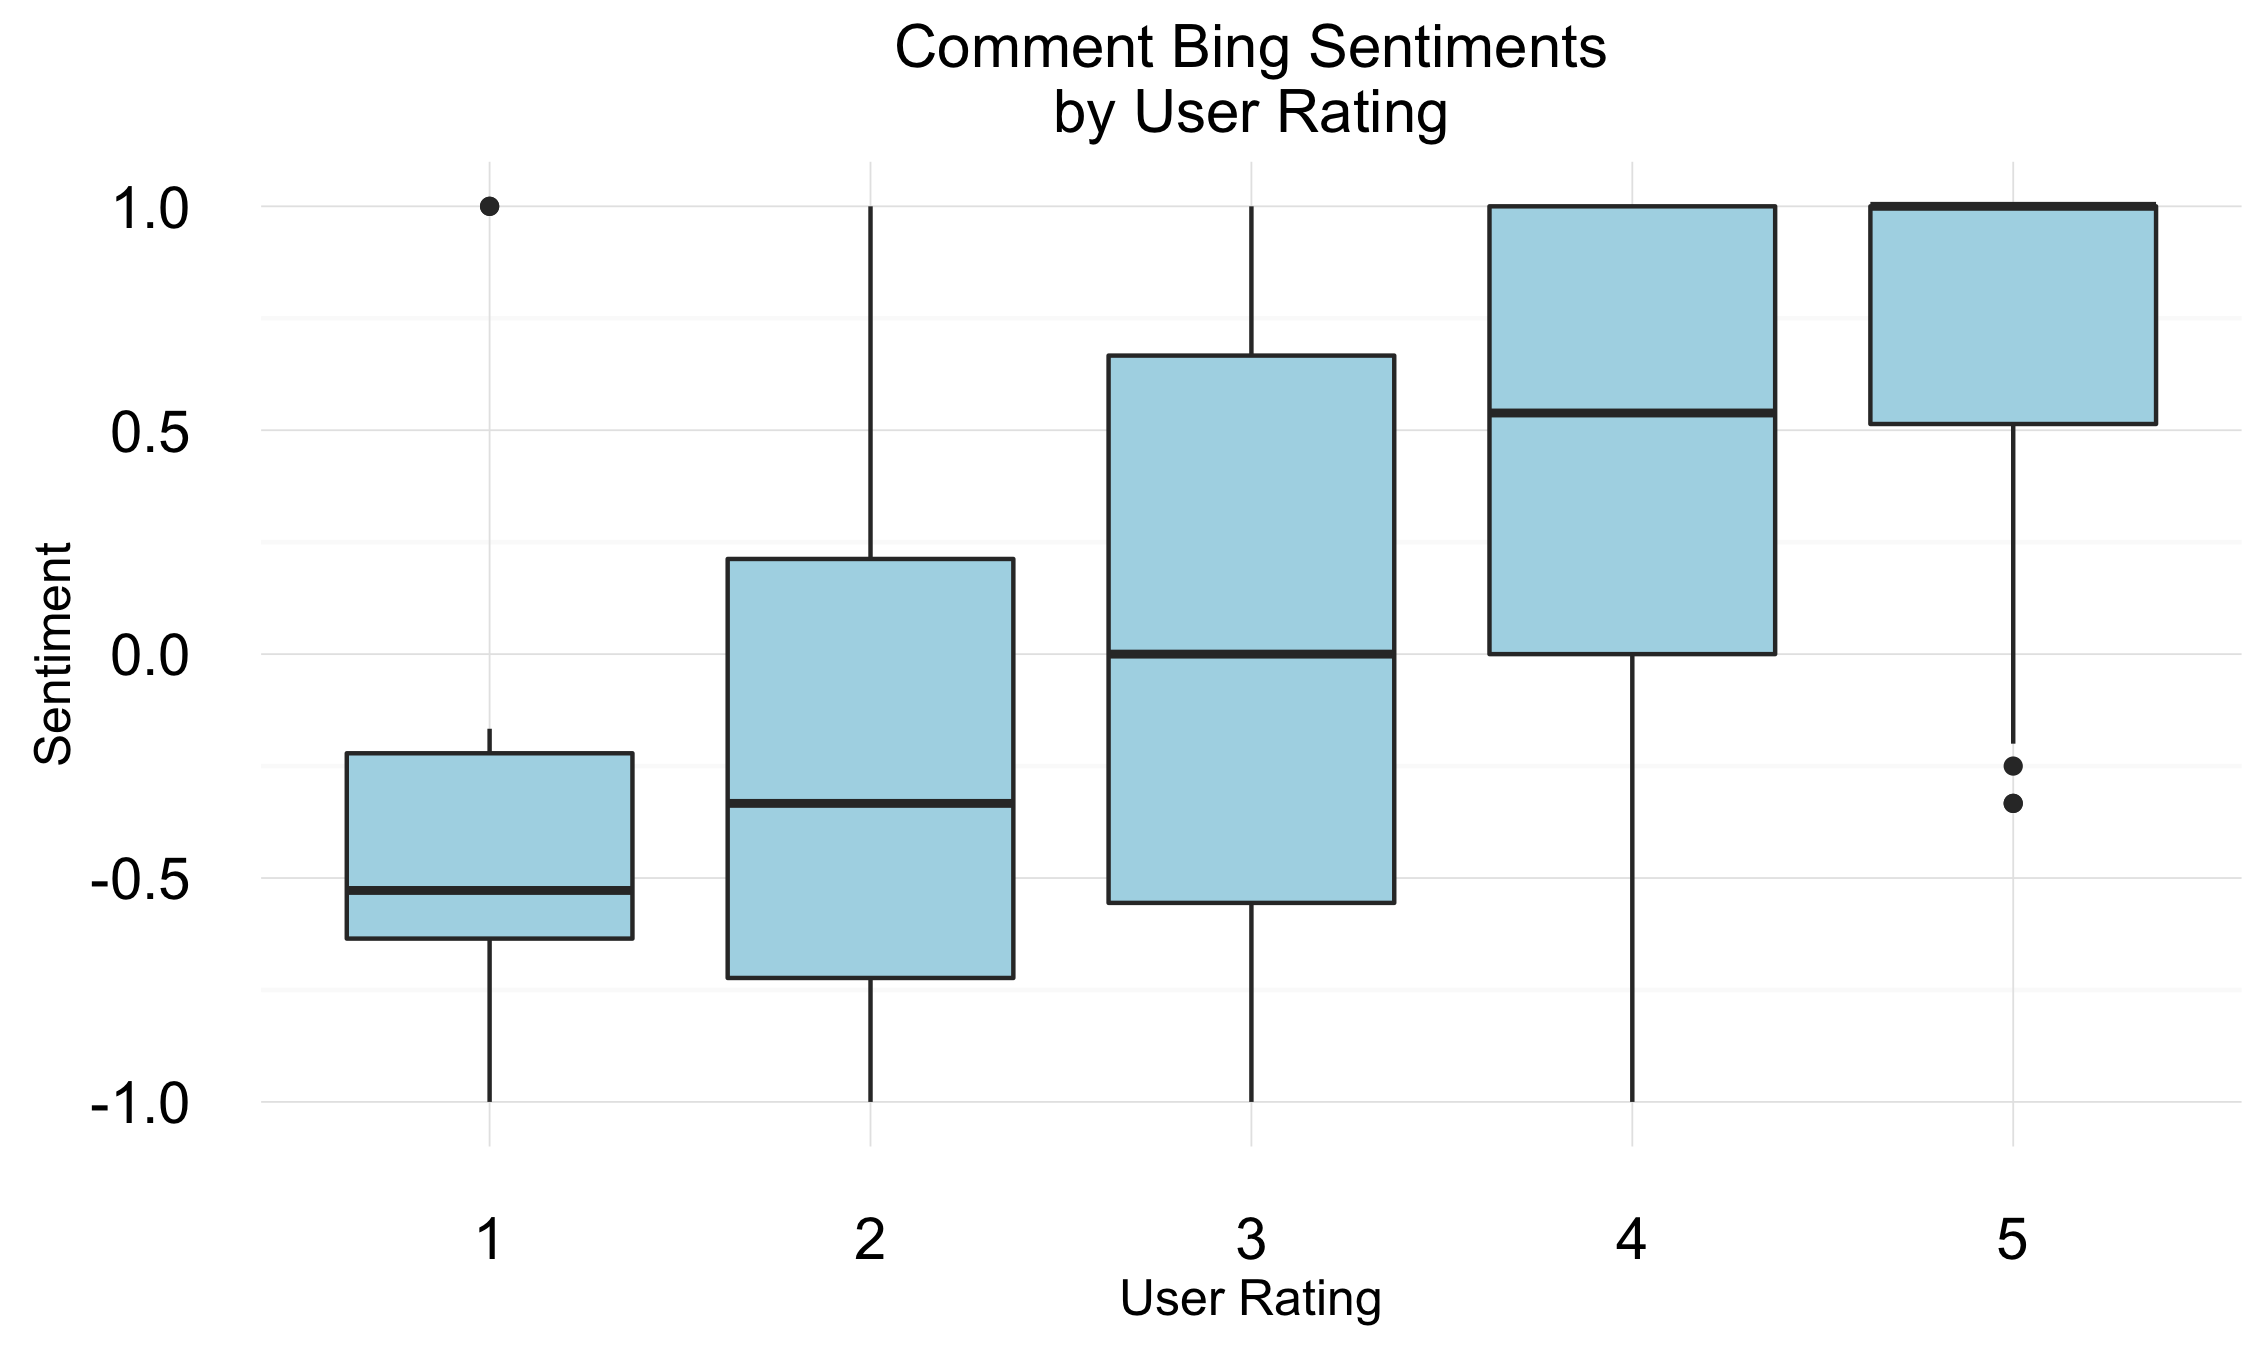 Comment Bing Sentiments
by User Rating
1.0
0.5
0.0
-0.5
-1.0
Sentiment
1 2 3 4 5
User Rating